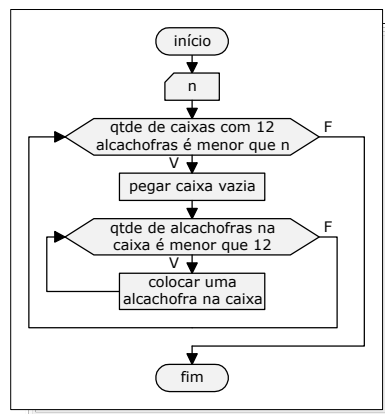 início
n
qtde de caixas com 12
alcachofras é menor que n
F
V
pegar caixa vazia
qtde de alcachofras na
caixa é menor que 12
F
V
colocar uma
alcachofra na caixa
fim